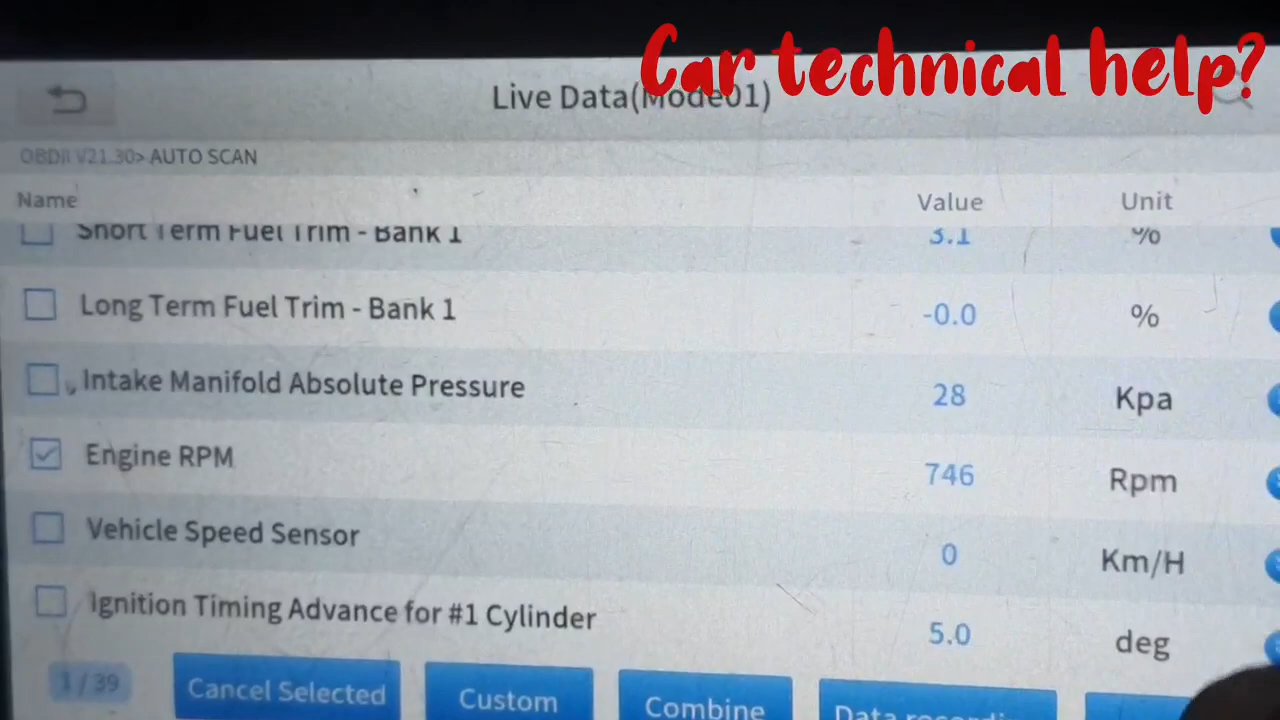 Car technical help?
Live Data(Mode01)
OBDII V21.30> AUTO SCAN
Name Value Unit
Short Term Fuel Trim - Bank 1 3.1 %
Long Term Fuel Trim - Bank 1 -0.0 %
Intake Manifold Absolute Pressure 28 Kpa
Engine RPM 746 Rpm
Vehicle Speed Sensor 0 Km/H
Ignition Timing Advance for #1 Cylinder 5.0 deg
1 / 39 Cancel Selected Custom Combine Data recording